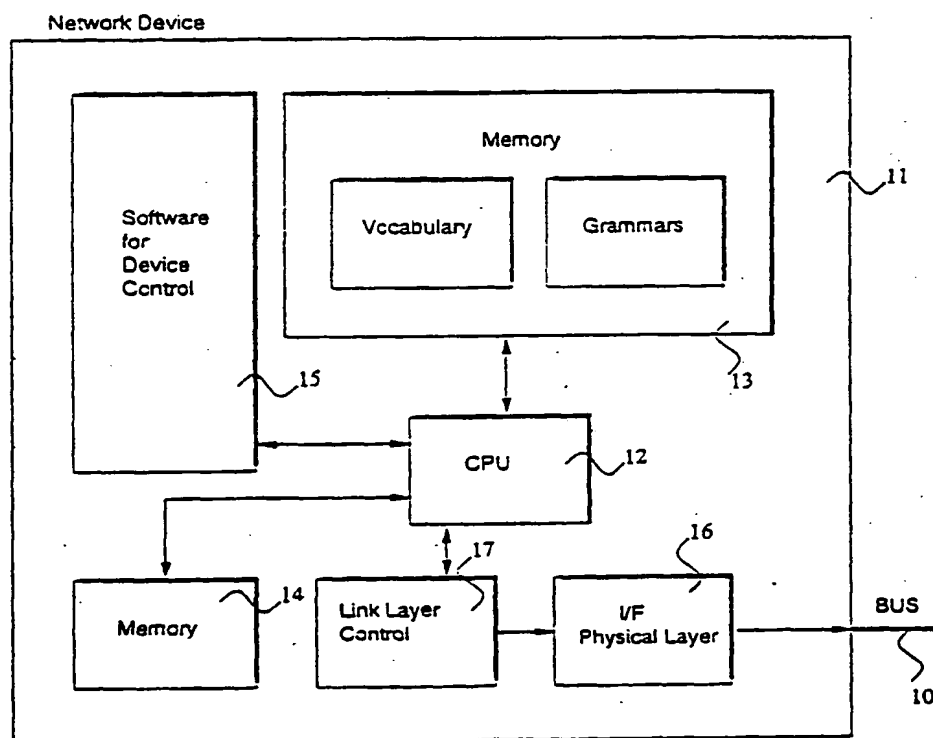 Network Device
Memory
11
Software
for
Device
Control
Vocabulary
Grammars
13
15
CPU
12
17
16
14
Memory
Link Layer
Control
I/F
Physical Layer
BUS
10